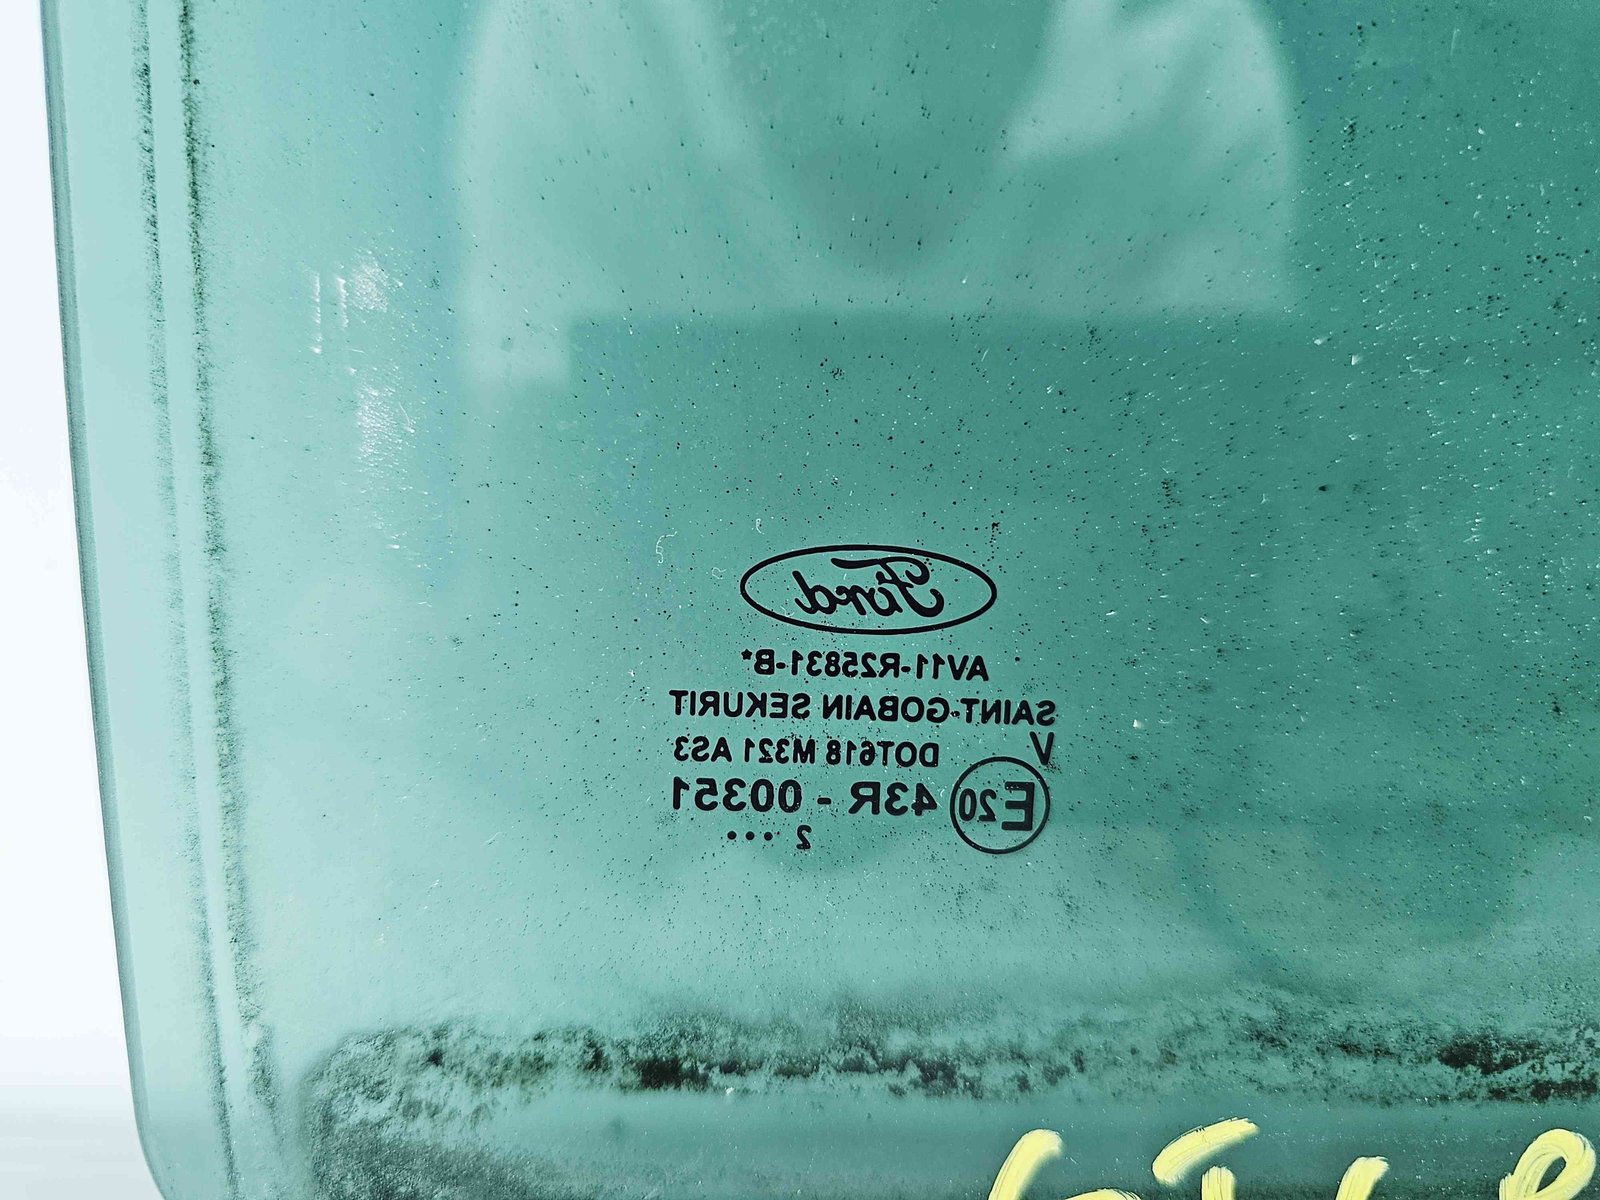 Ford
AV11-R25831-B*
SAINT-GOBAIN SEKURIT
V
DOT618 M321 AS3
E20 43R - 00351
2 ••••